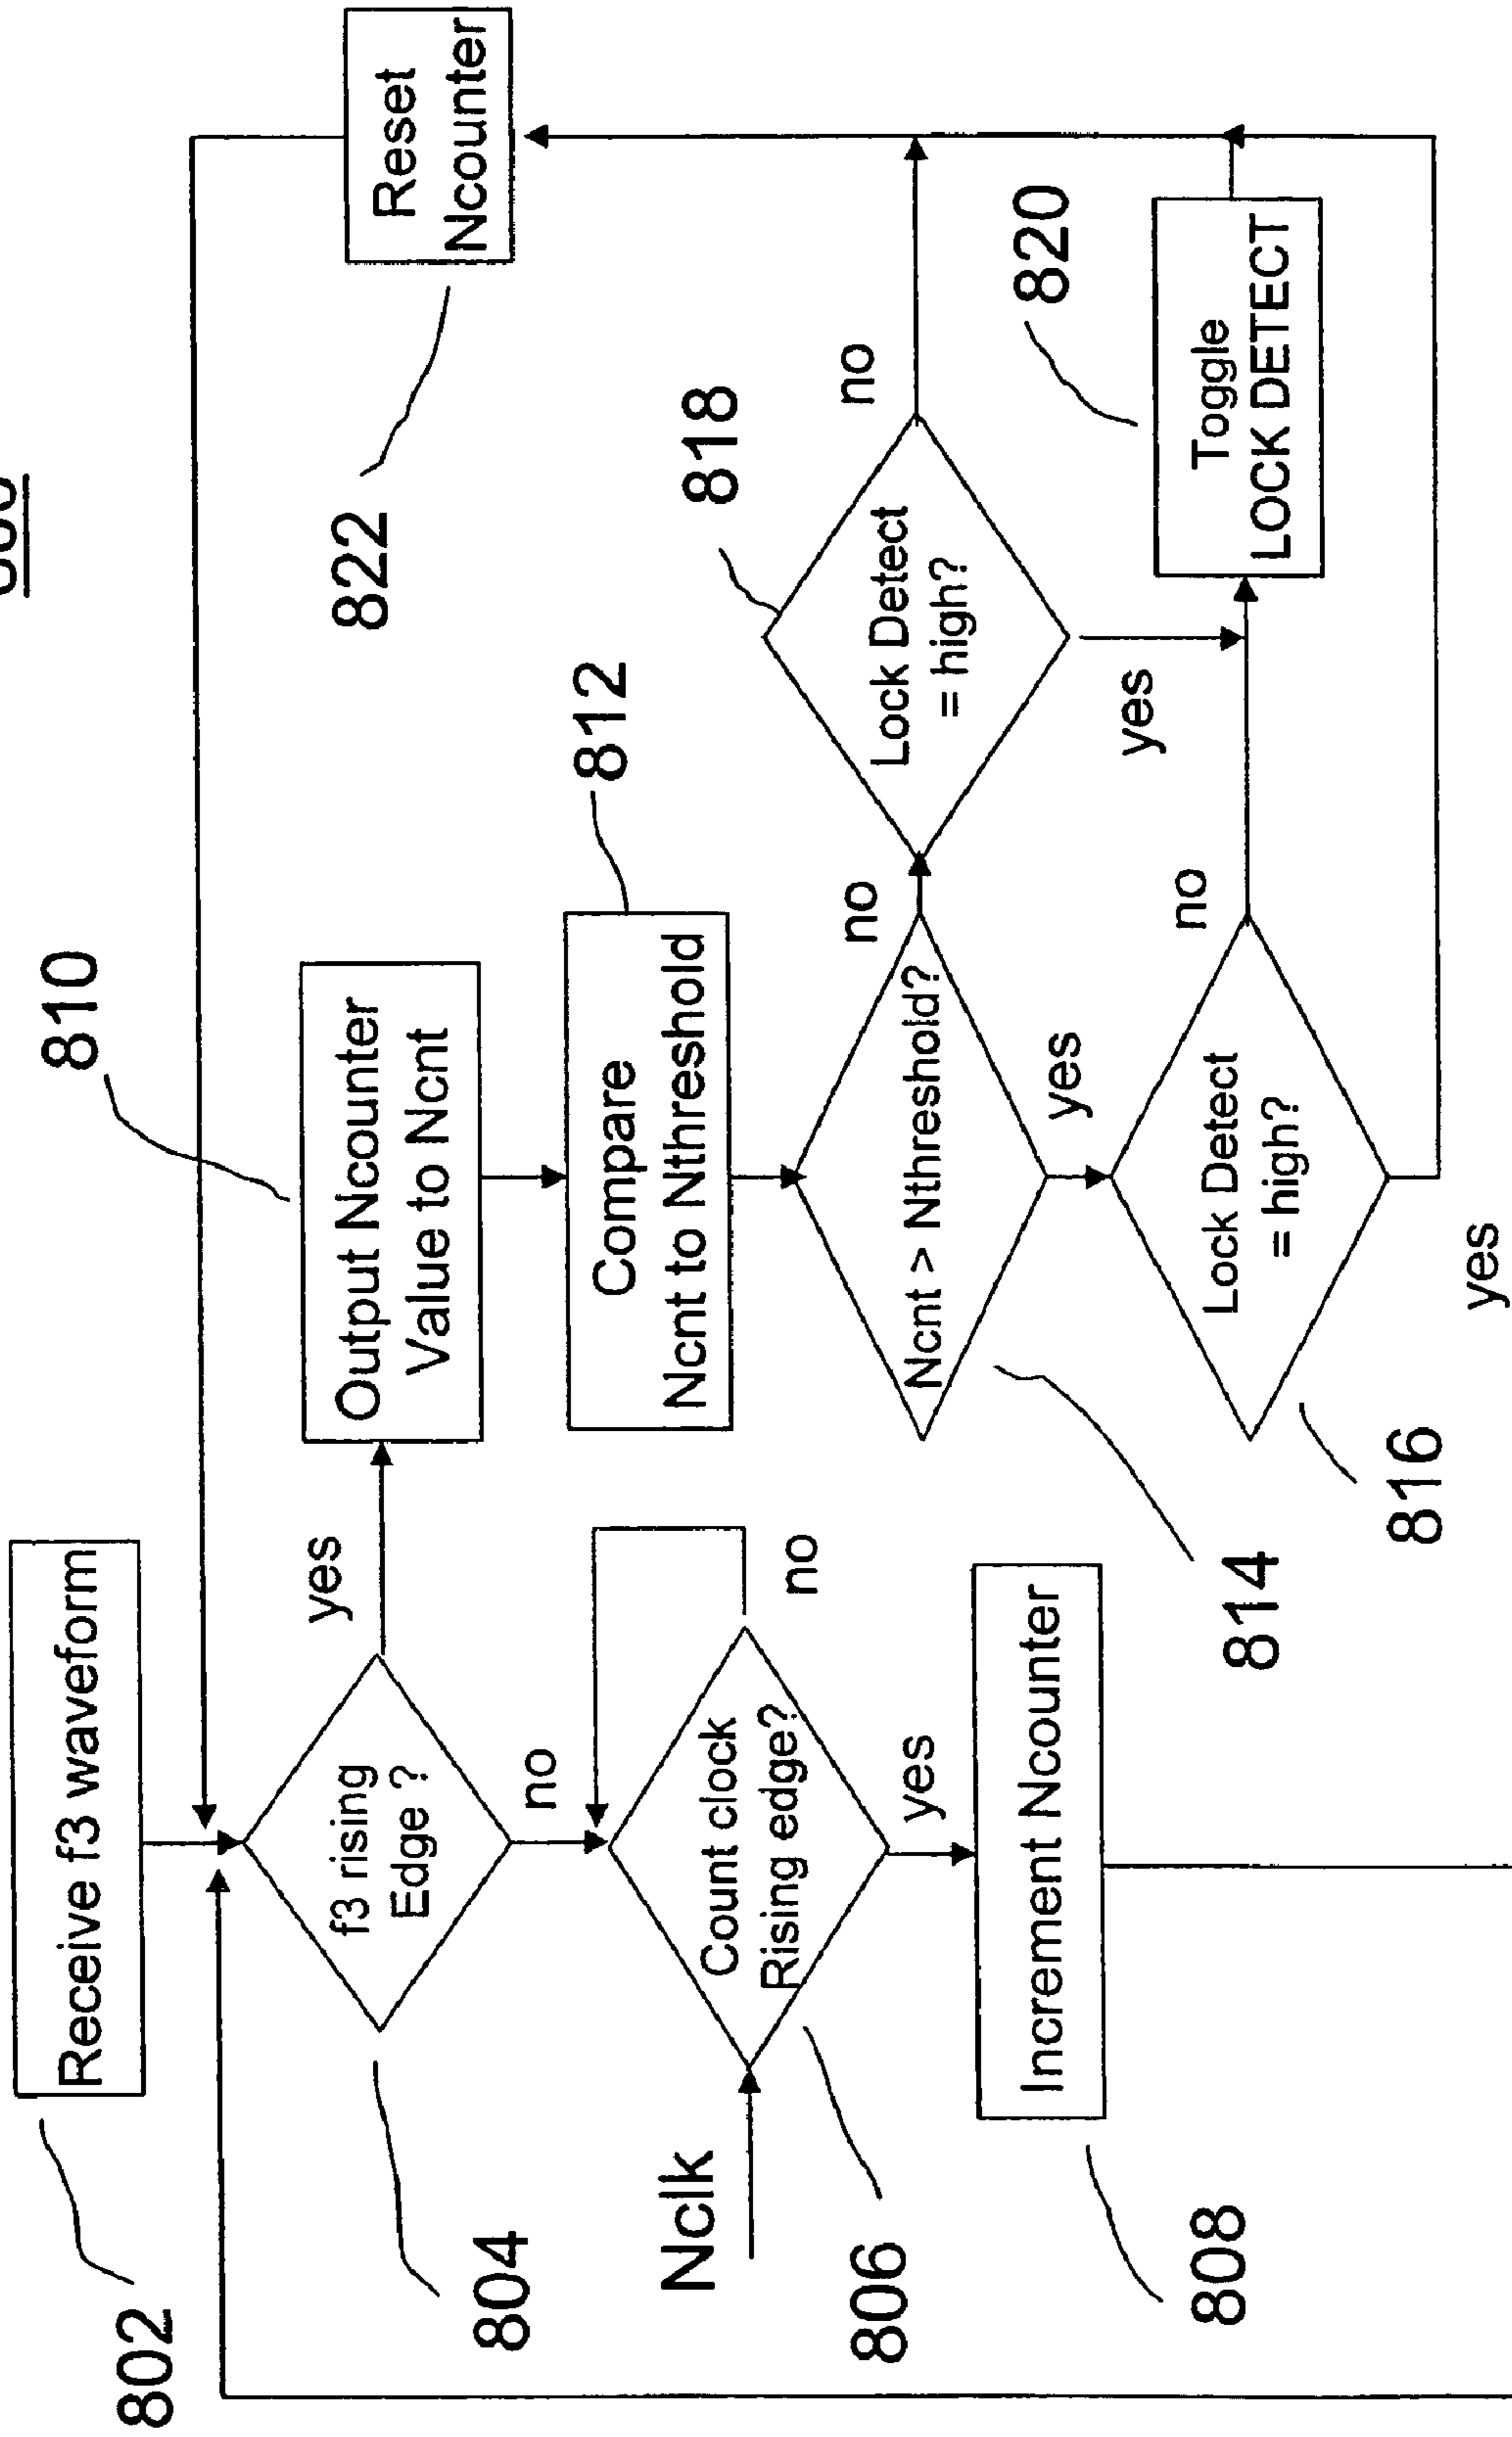 802
Receive f3 waveform
804
f3 rising
Edge ?
yes
no
Nclk
806
Count clock
Rising edge?
no
yes
808
Increment Ncounter
810
Output Ncounter
Value to Ncnt
812
Compare
Ncnt to Nthreshold
814
Ncnt > Nthreshold?
no
yes
816
Lock Detect
= high?
no
yes
818
Lock Detect
= high?
no
yes
820
Toggle
LOCK DETECT
822
Reset
Ncounter